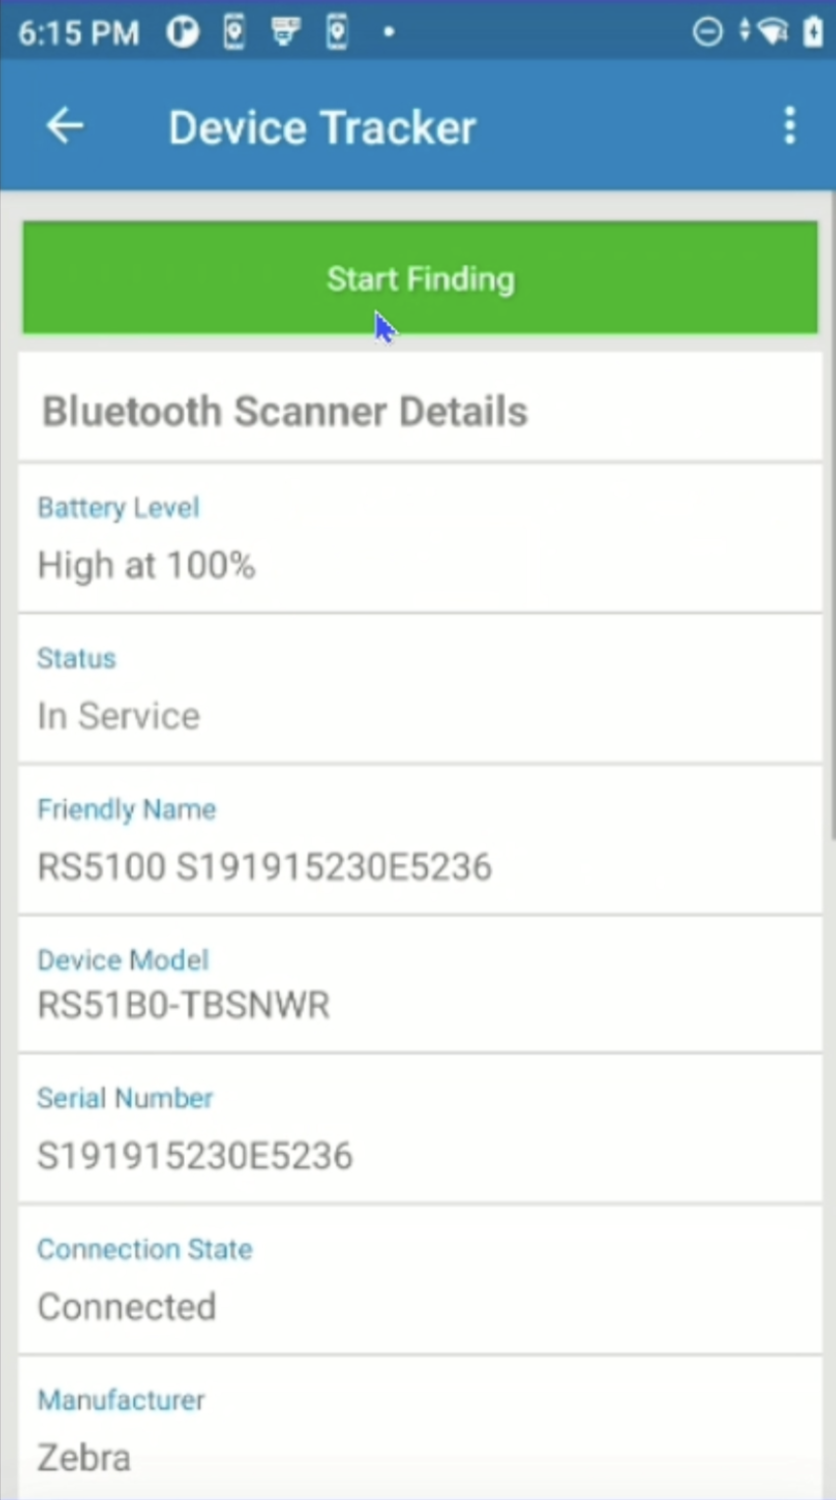 6:15 PM
Device Tracker
Start Finding
Bluetooth Scanner Details
Battery Level
High at 100%
Status
In Service
Friendly Name
RS5100 S191915230E5236
Device Model
RS51B0-TBSNWR
Serial Number
S191915230E5236
Connection State
Connected
Manufacturer
Zebra